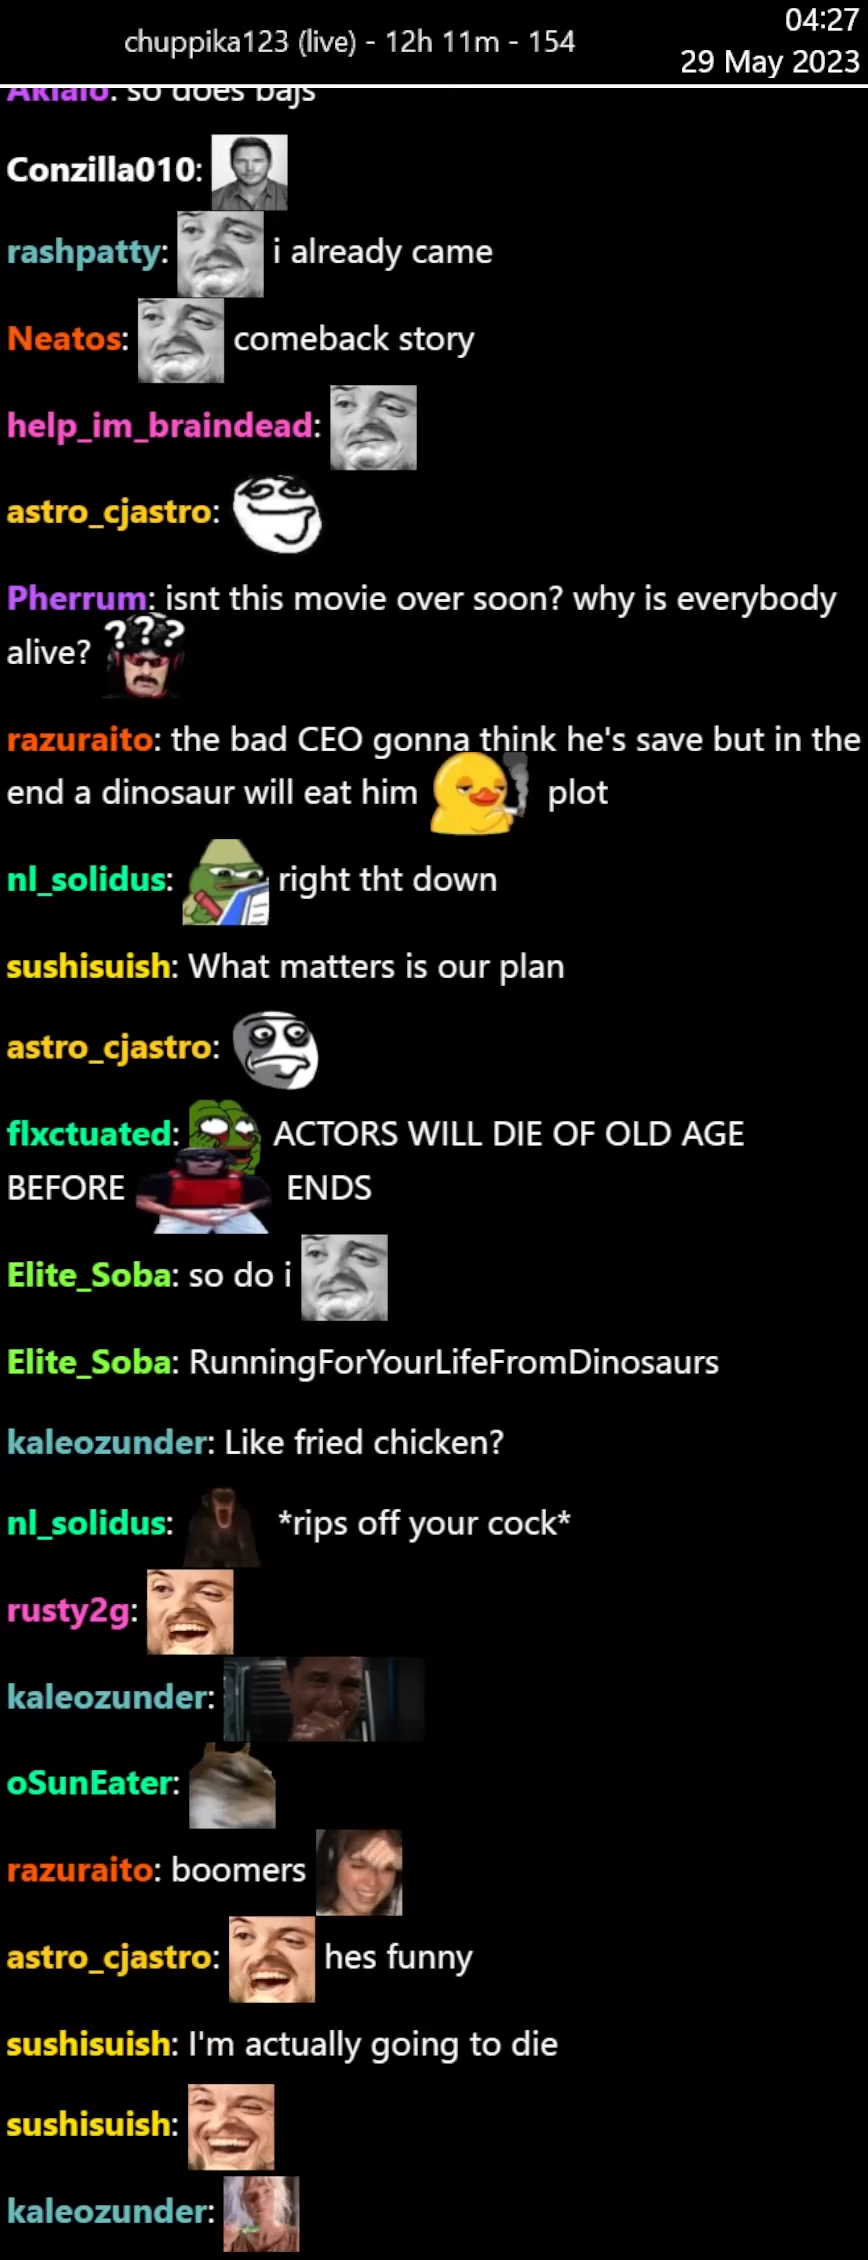 04:27
chuppika123 (live) - 12h 11m - 154
29 May 2023
so does bajs
Conzilla010:
rashpatty: i already came
Neatos: comeback story
help_im_braindead:
astro_cjastro:
Pherrum: isnt this movie over soon? why is everybody
alive? ???
razuraito: the bad CEO gonna think he's save but in the
end a dinosaur will eat him plot
nl_solidus: right tht down
sushisuish: What matters is our plan
astro_cjastro:
flxctuated: ACTORS WILL DIE OF OLD AGE
BEFORE ENDS
Elite_Soba: so do i
Elite_Soba: RunningForYourLifeFromDinosaurs
kaleozunder: Like fried chicken?
nl_solidus: *rips off your cock*
rusty2g:
kaleozunder:
oSunEater:
razuraito: boomers
astro_cjastro: hes funny
sushisuish: I'm actually going to die
sushisuish:
kaleozunder: